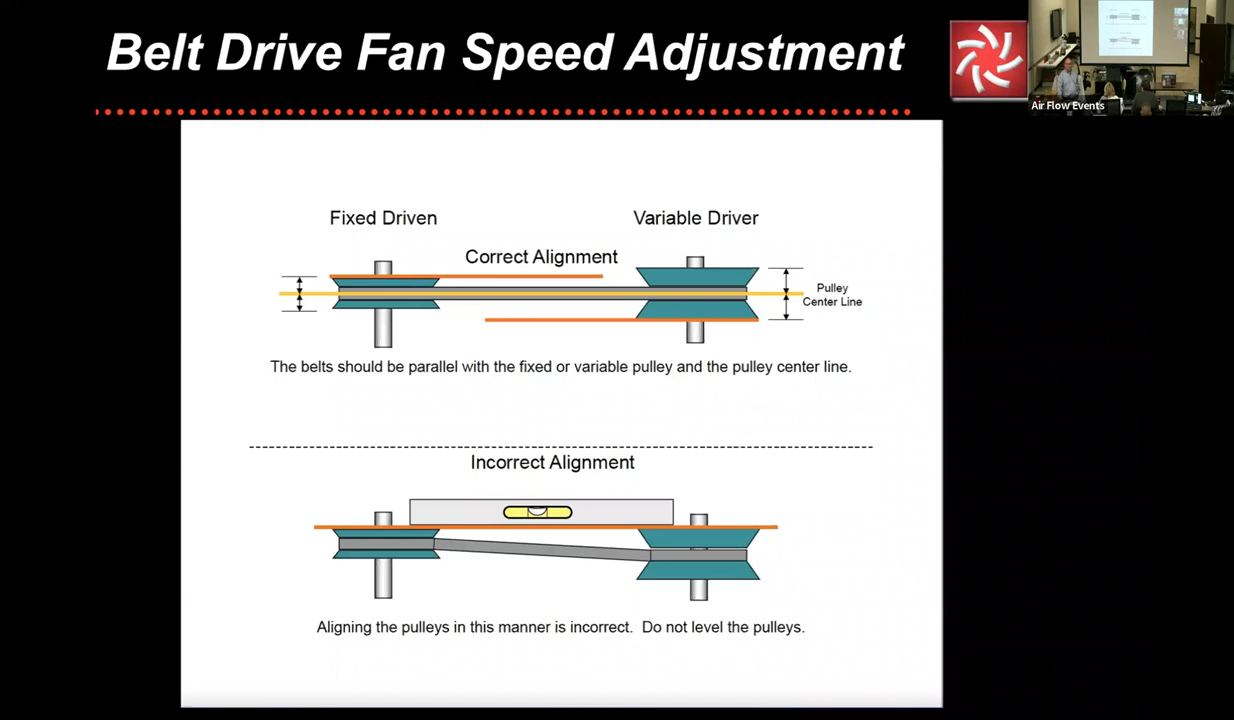 Belt Drive Fan Speed Adjustment
Air Flow Events
Fixed Driven
Variable Driver
Correct Alignment
Pulley
Center Line
The belts should be parallel with the fixed or variable pulley and the pulley center line.
Incorrect Alignment
Aligning the pulleys in this manner is incorrect.  Do not level the pulleys.